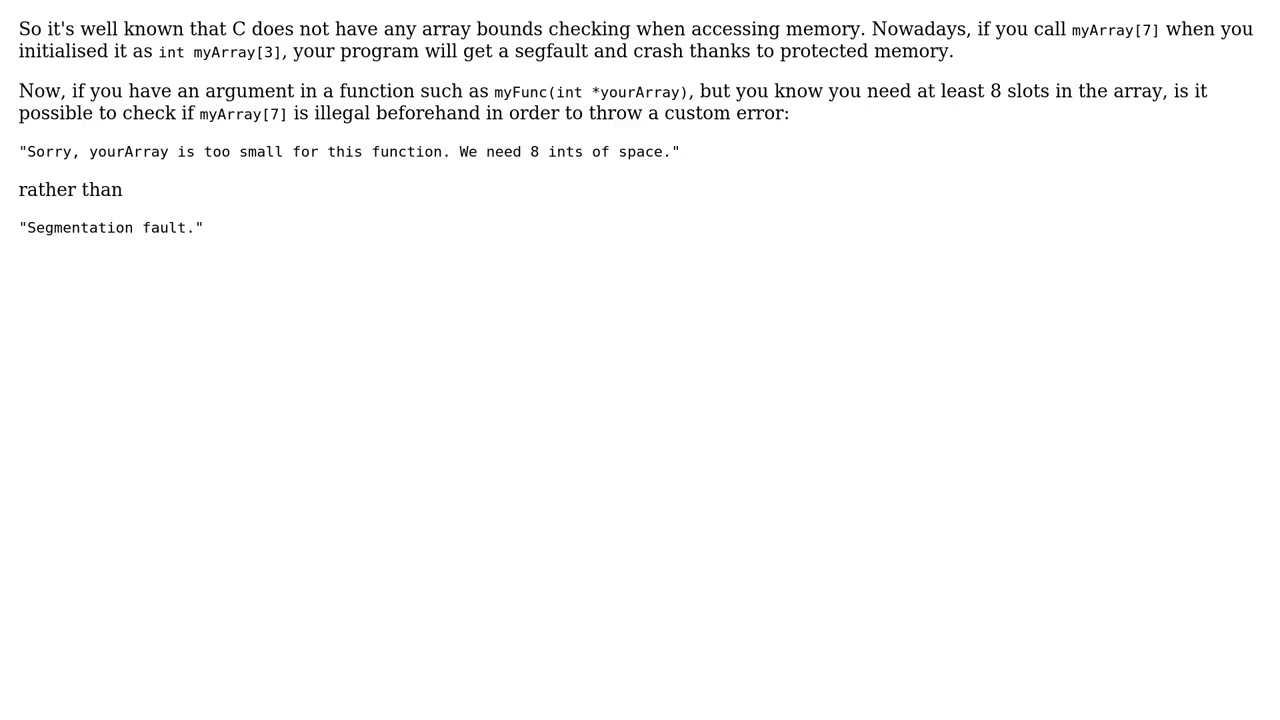 So it's well known that C does not have any array bounds checking when accessing memory. Nowadays, if you call myArray[7] when you
initialised it as int myArray[3], your program will get a segfault and crash thanks to protected memory.
Now, if you have an argument in a function such as myFunc(int *yourArray), but you know you need at least 8 slots in the array, is it
possible to check if myArray[7] is illegal beforehand in order to throw a custom error:
"Sorry, yourArray is too small for this function. We need 8 ints of space."
rather than
"Segmentation fault."